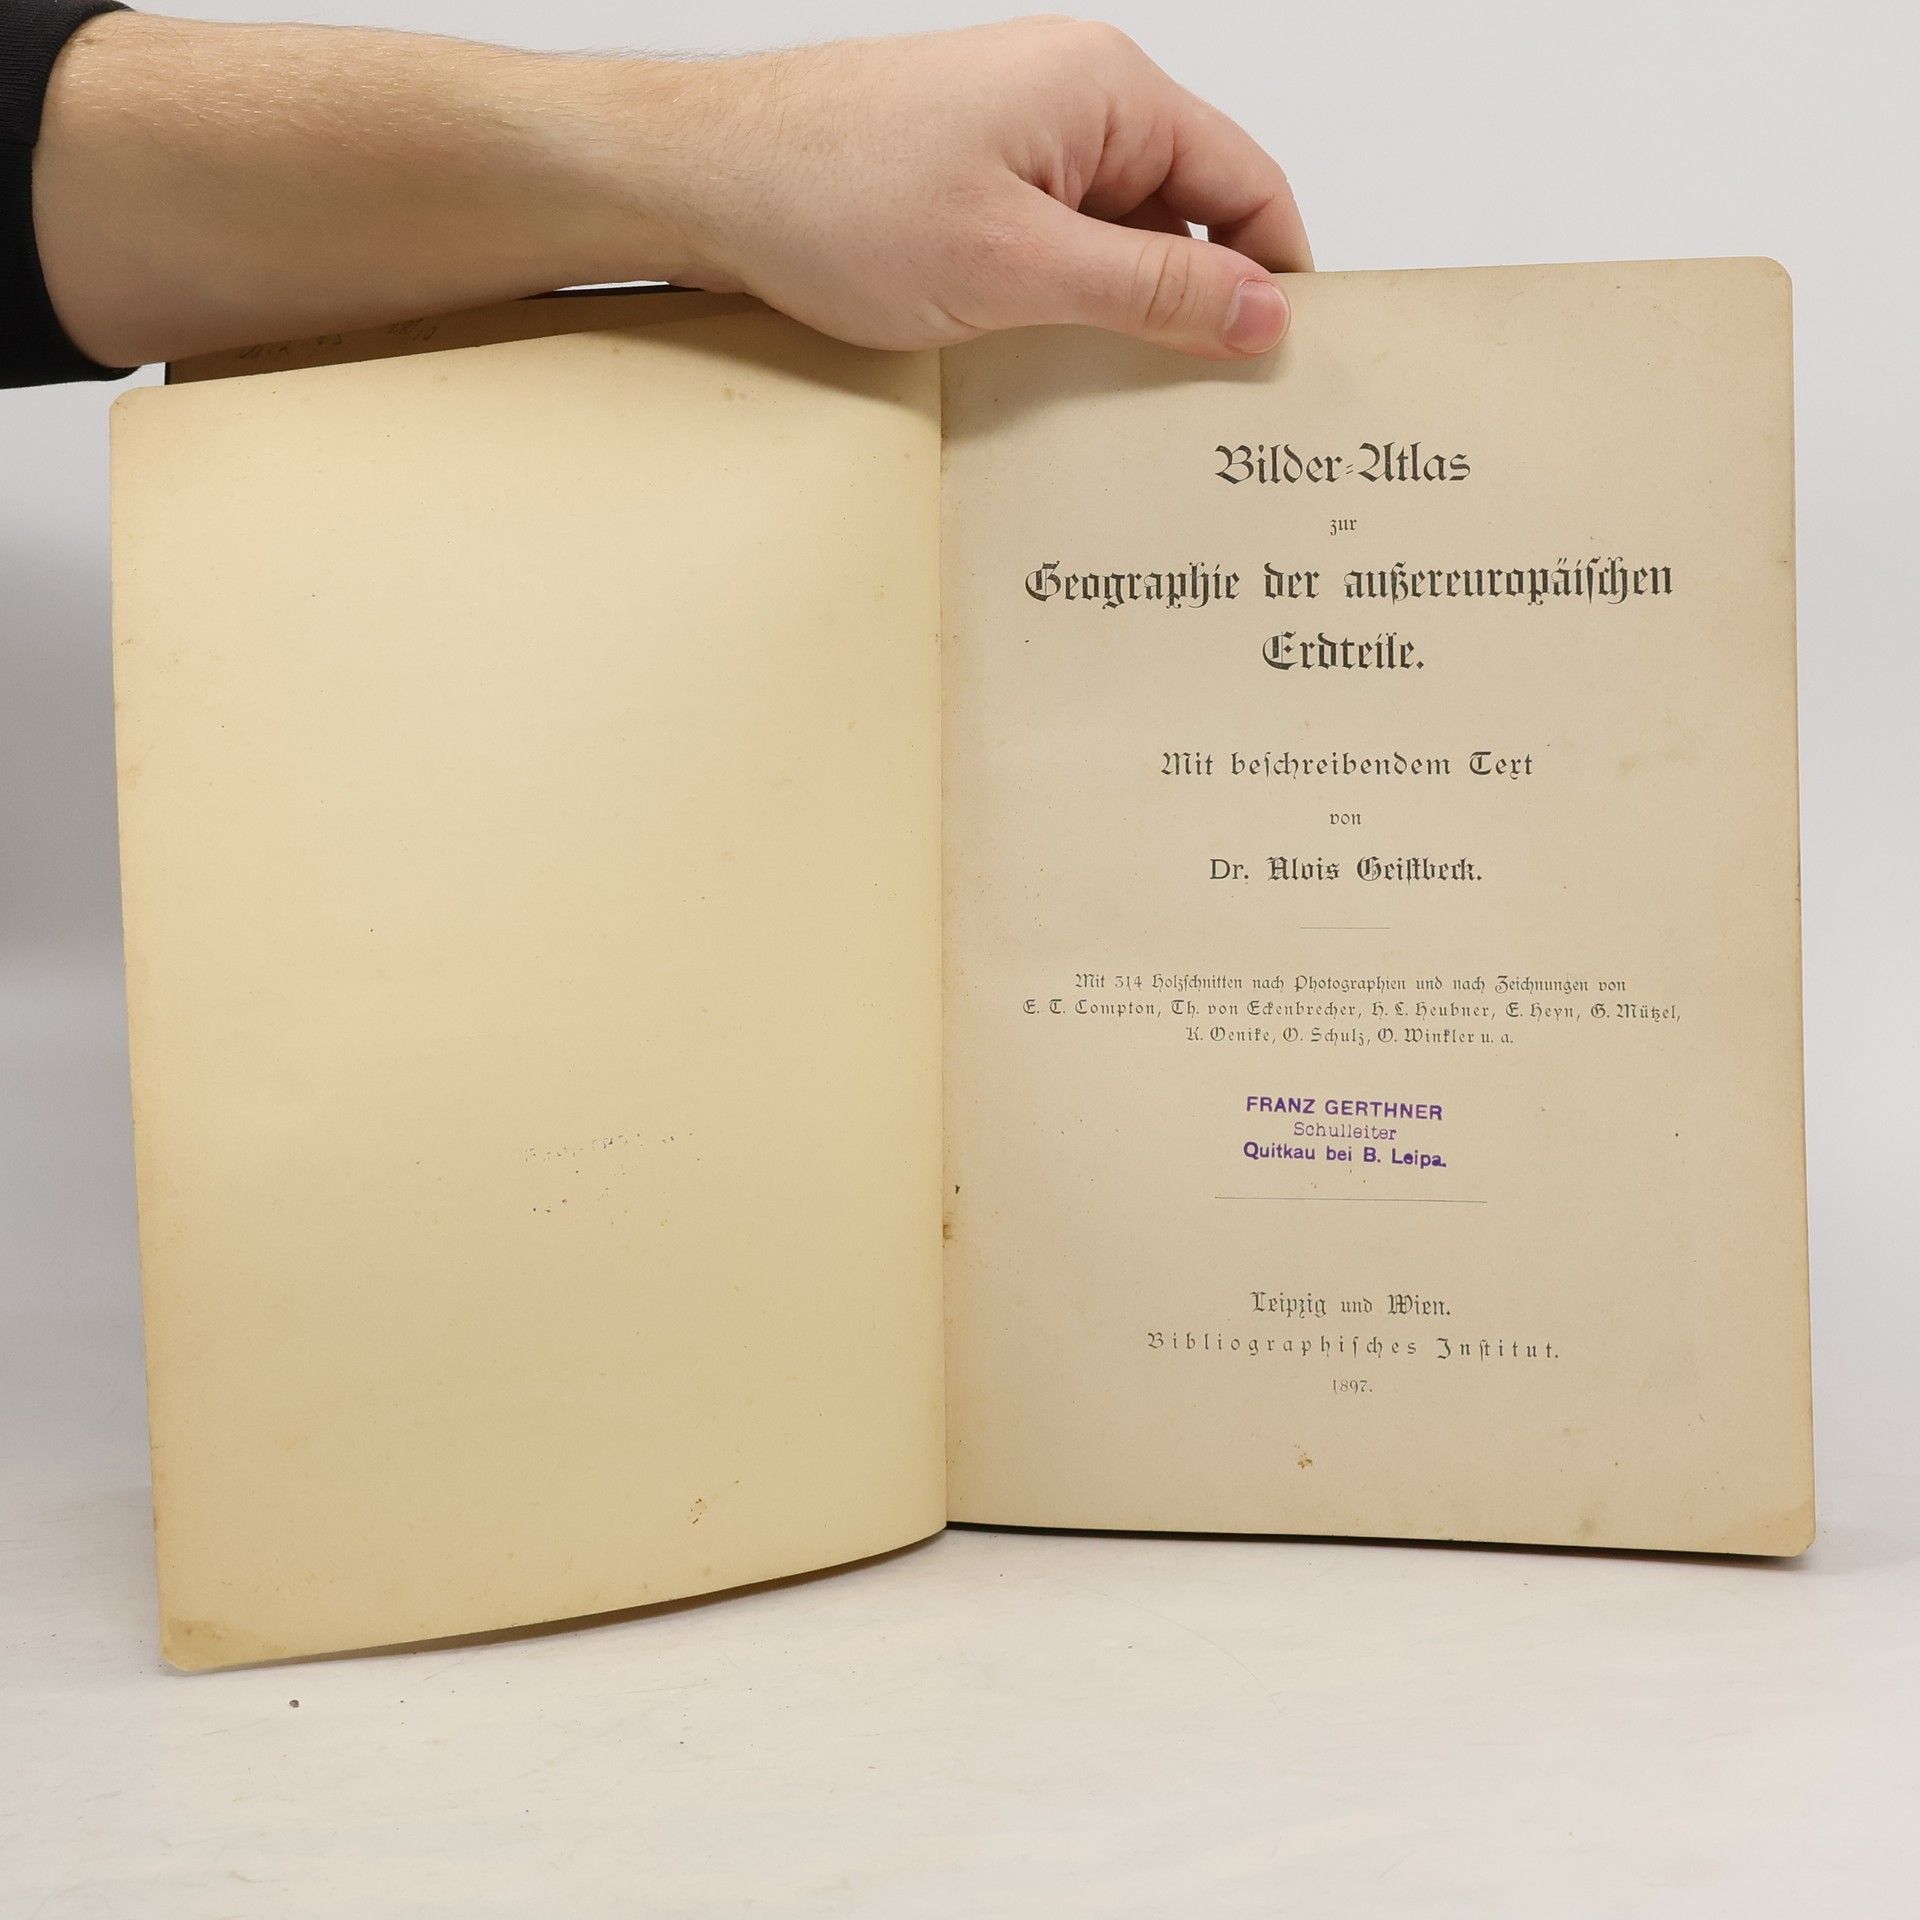 Bilder-Atlas
zur
Geographie der außereuropäischen
Erdteile.
Mit beschreibendem Text
von
Dr. Alois Geistbeck.
Mit 314 Holzschnitten nach Photographien und nach Zeichnungen von
E. T. Compton, Th. von Eckenbrecher, H. C. Heubner, E. Heyn, G. Mützel,
K. Oenike, O. Schulz, O. Winkler u. a.
FRANZ GERTHNER
Schulleiter
Quitkau bei B. Leipa.
Leipzig und Wien.
Bibliographisches Institut.
1897.